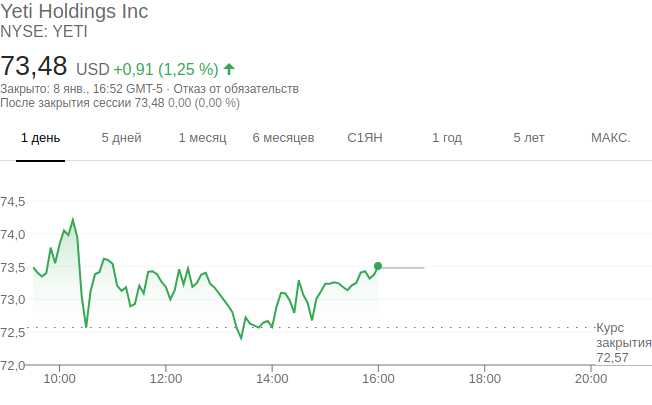 Yeti Holdings Inc
NYSE: YETI
73,48 USD +0,91 (1,25 %)
Закрыто: 8 янв., 16:52 GMT-5 · Отказ от обязательств
После закрытия сессии 73,48 0,00 (0,00 %)
1 день 5 дней 1 месяц 6 месяцев С1ЯН 1 год 5 лет МАКС.
74,5
74,0
73,5
73,0
72,5
72,0
Курс
закрытия
72,57
10:00 12:00 14:00 16:00 18:00 20:00